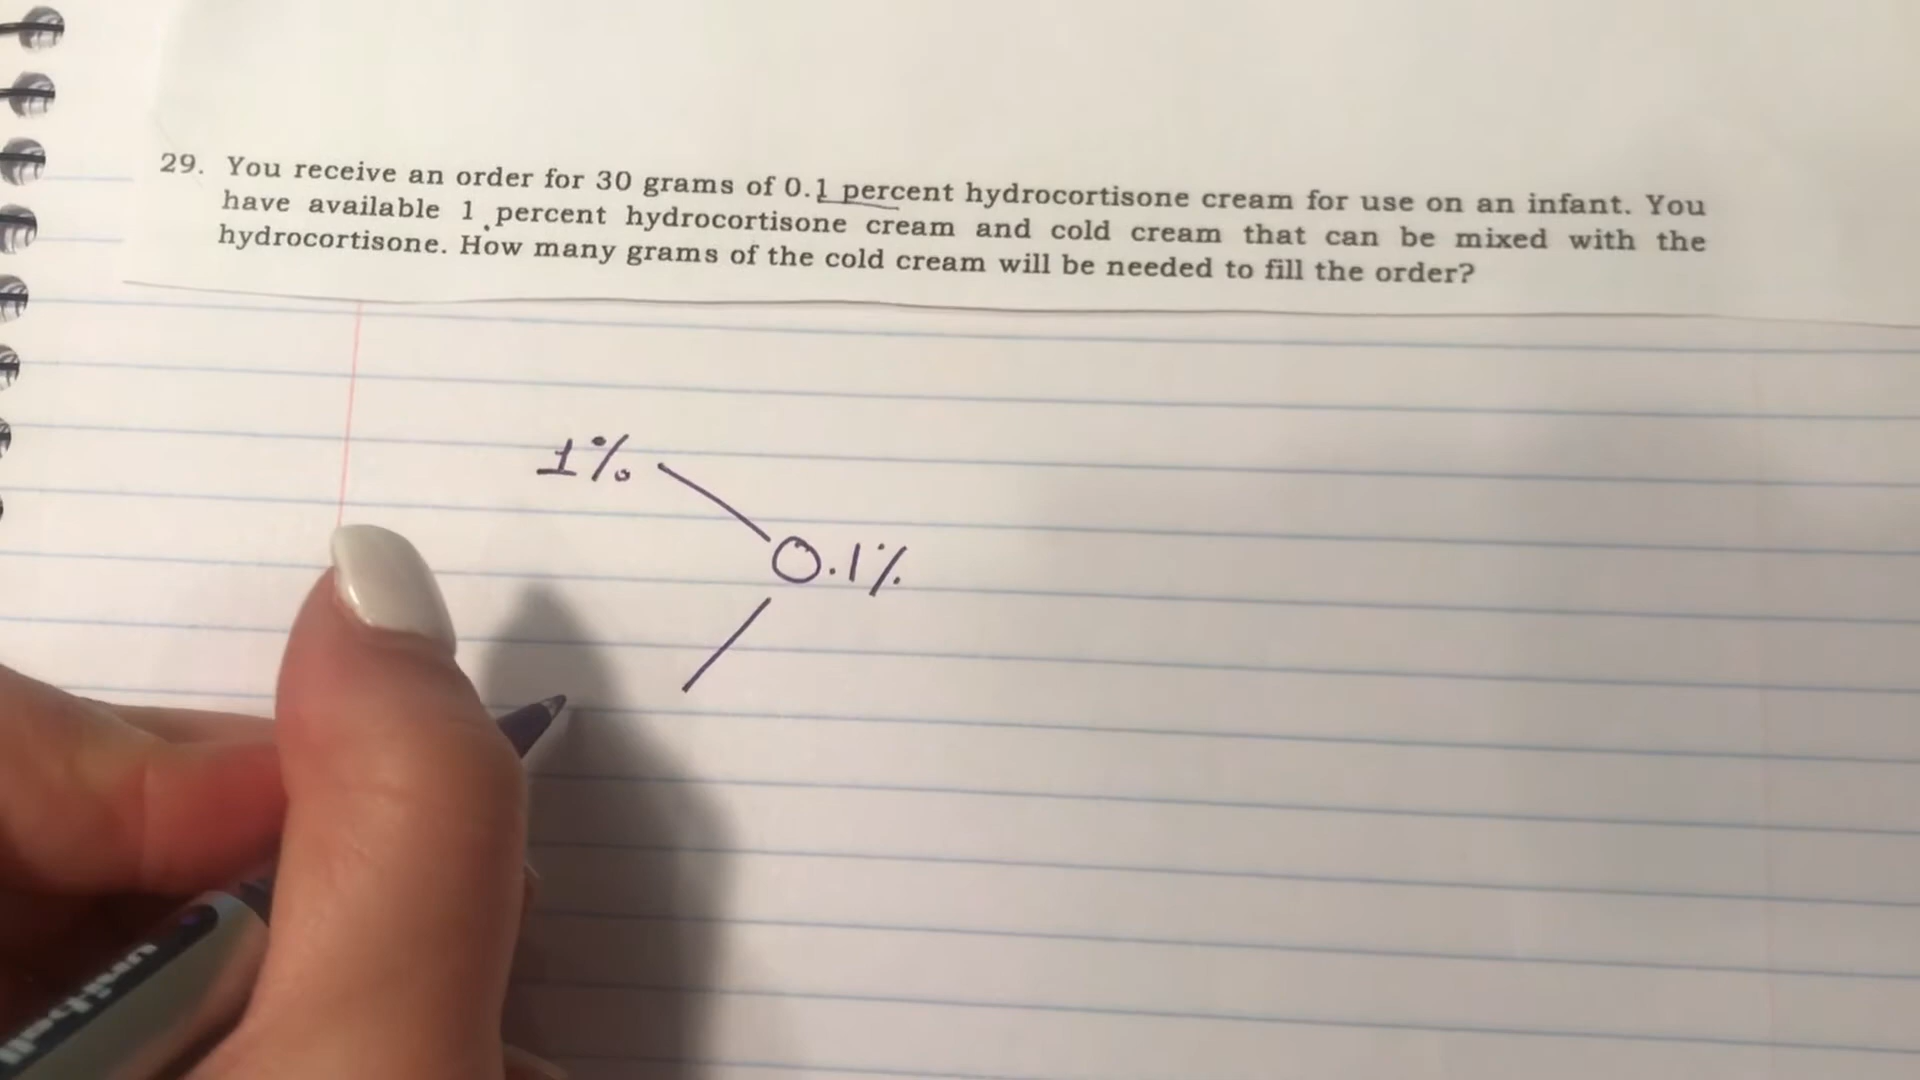 29. You receive an order for 30 grams of 0.1 percent hydrocortisone cream for use on an infant. You
have available 1 percent hydrocortisone cream and cold cream that can be mixed with the
hydrocortisone. How many grams of the cold cream will be needed to fill the order?
1%
0.1%